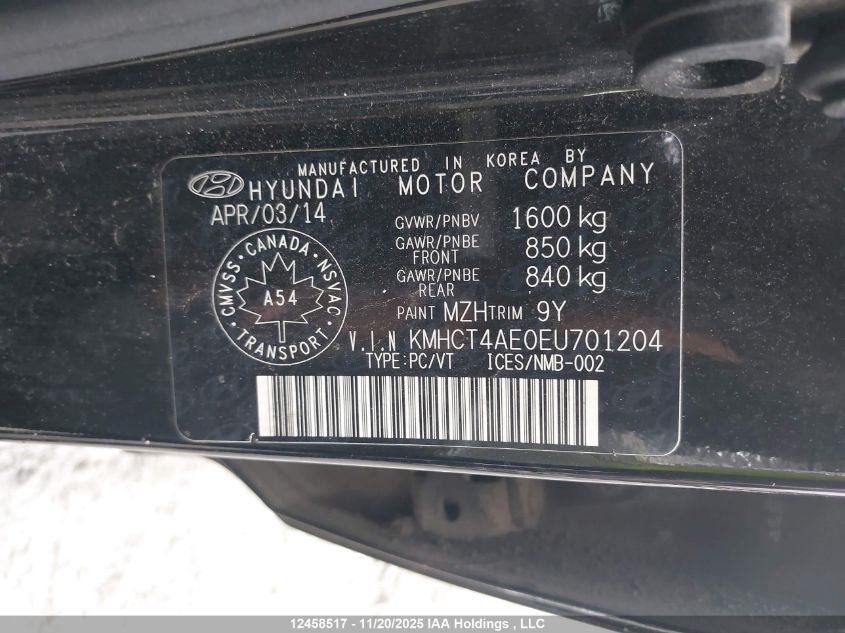 MANUFACTURED IN KOREA BY
HYUNDAI MOTOR COMPANY
APR/03/14
GVWR/PNBV 1600 kg
GAWR/PNBE FRONT 850 kg
GAWR/PNBE REAR 840 kg
CANADA
CMVSS NSVAC
A54
TRANSPORT
PAINT MZH TRIM 9Y
V.I.N KMHCT4AE0EU701204
TYPE:PC/VT ICES/NMB-002
12458517 - 11/20/2025 IAA Holdings , LLC